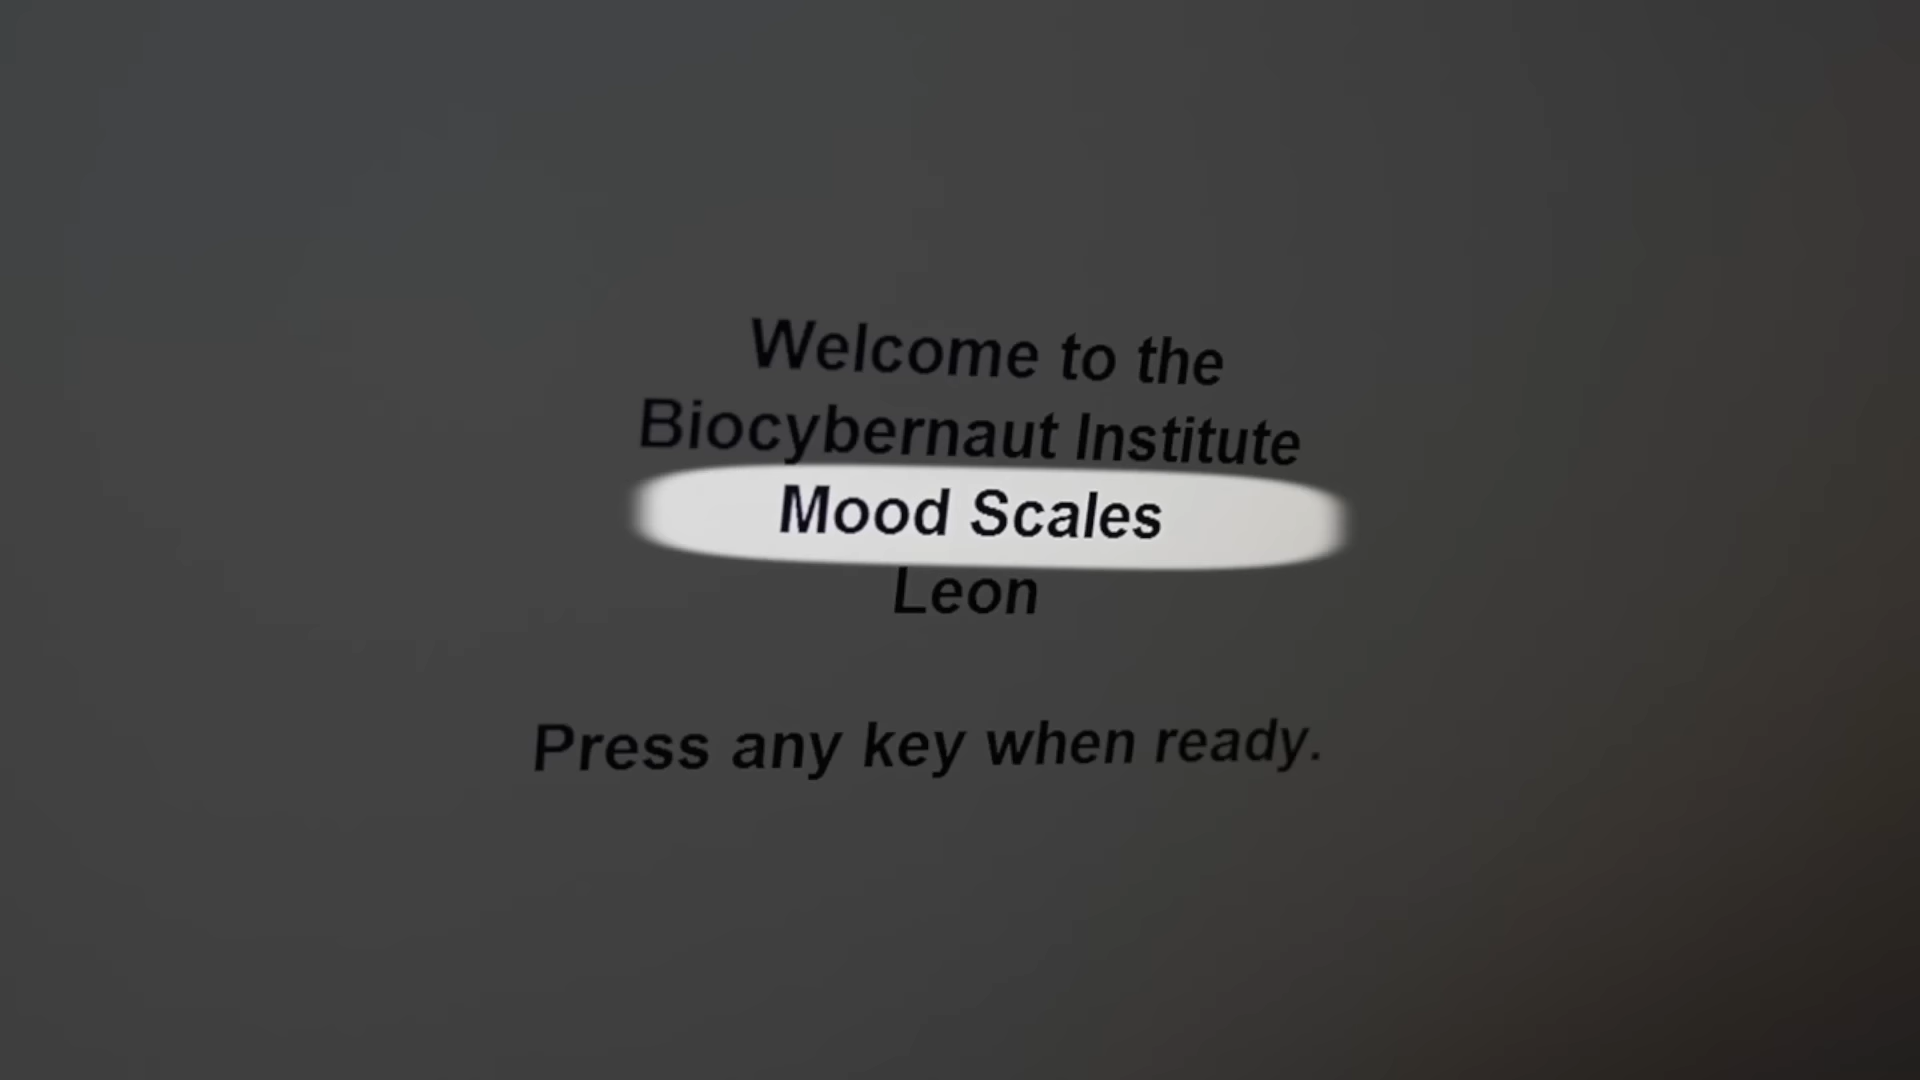 Welcome to the
Biocybernaut Institute
Mood Scales
Leon
Press any key when ready.